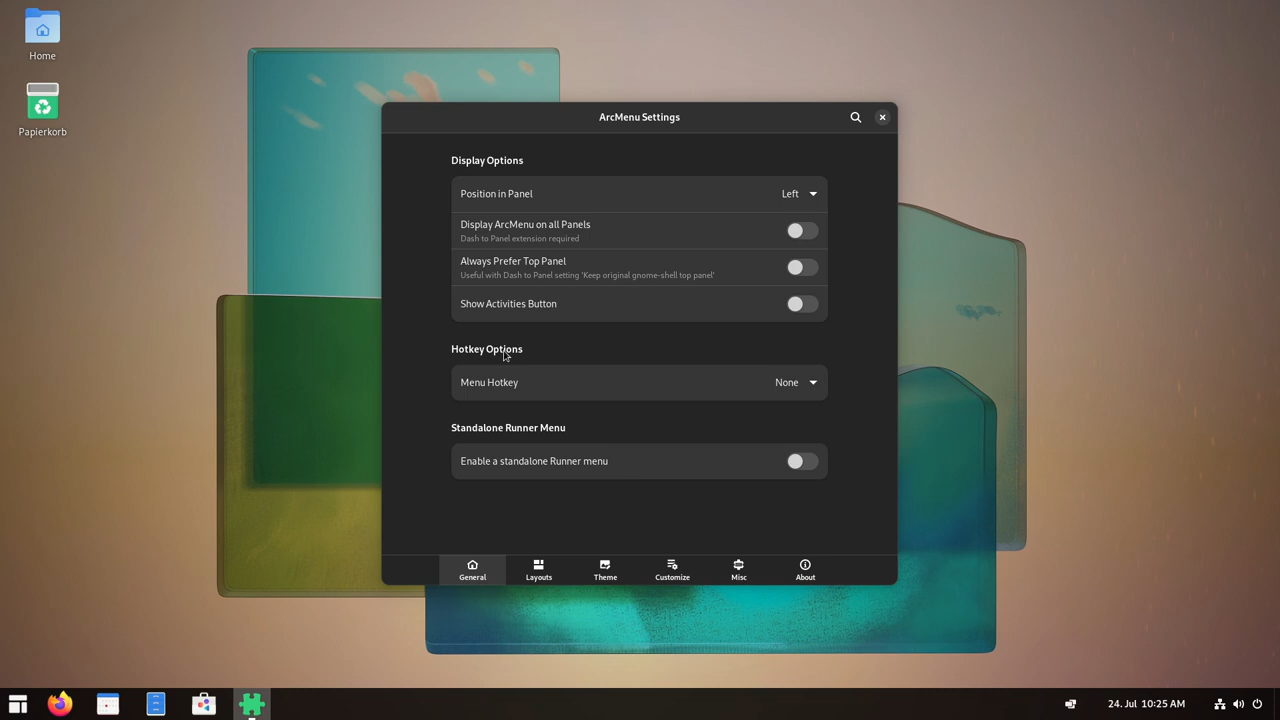 Home
Papierkorb
ArcMenu Settings
Display Options
Position in Panel
Left
Display ArcMenu on all Panels
Dash to Panel extension required
Always Prefer Top Panel
Useful with Dash to Panel setting 'Keep original gnome-shell top panel'
Show Activities Button
Hotkey Options
Menu Hotkey
None
Standalone Runner Menu
Enable a standalone Runner menu
General
Layouts
Theme
Customize
Misc
About
24. Jul  10:25 AM